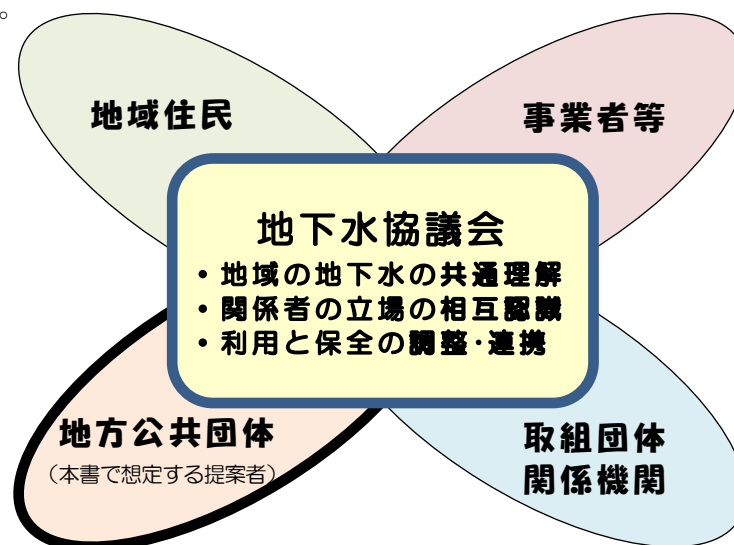 。
地域住民
事業者等
地下水協議会
・地域の地下水の共通理解
・関係者の立場の相互認識
・利用と保全の調整・連携
地方公共団体
（本書で想定する提案者）
取組団体
関係機関